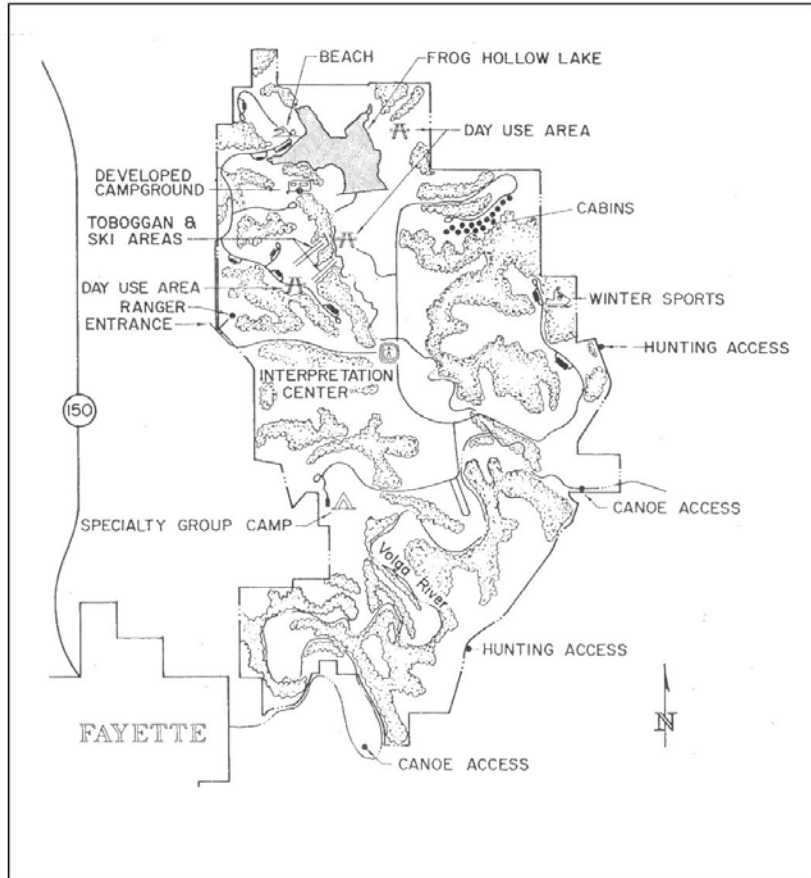 BEACH
FROG HOLLOW LAKE
DAY USE AREA
DEVELOPED
CAMPGROUND
CABINS
TOBOGGAN &
SKI AREAS
DAY USE AREA
RANGER
ENTRANCE
WINTER SPORTS
HUNTING ACCESS
INTERPRETATION
CENTER
150
CANOE ACCESS
SPECIALTY GROUP CAMP
Volga River
HUNTING ACCESS
N
FAYETTE
CANOE ACCESS